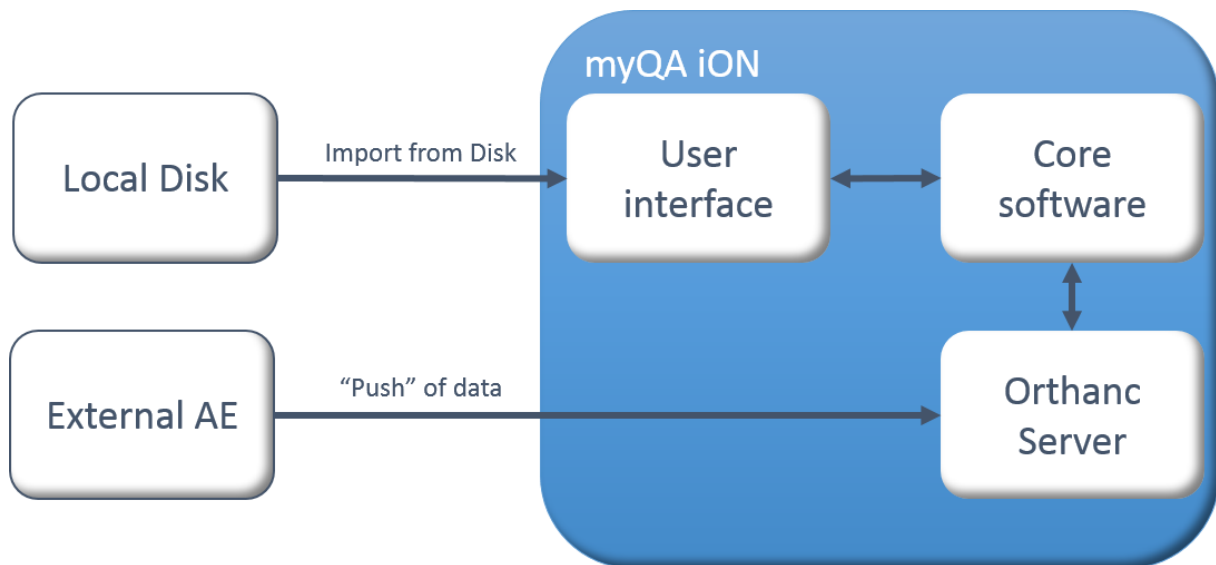 myQA iON
Local Disk
Import from Disk
User
interface
Core
software
External AE
“Push” of data
Orthanc
Server